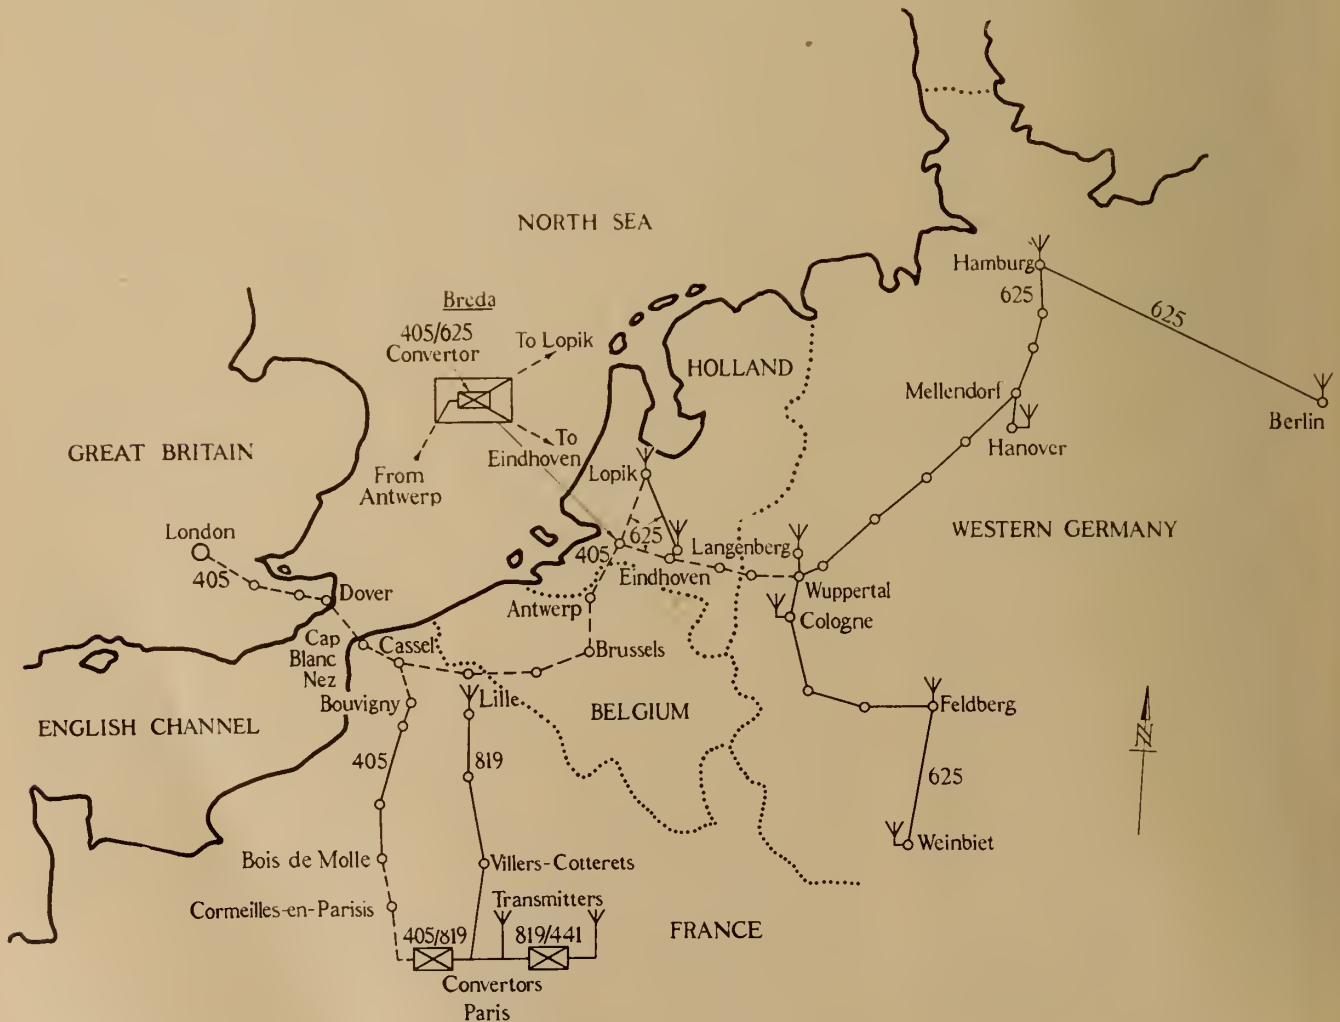 NORTH SEA
Hamburg
625
625
Breda
405/625
Convertor
To Lopik
HOLLAND
Mellendorf
Berlin
Hanover
GREAT BRITAIN
To
Eindhoven
From
Antwerp
Lopik
WESTERN GERMANY
London
405
625
405
Langenberg
Eindhoven
Wuppertal
Dover
Antwerp
Cologne
Cap
Blanc
Nez
Cassel
Brussels
Bouvigny
Lille
BELGIUM
Feldberg
ENGLISH CHANNEL
N
405
819
625
Weinbiet
Bois de Molle
Villers-Cotterets
Cormeilles-en-Parisis
Transmitters
405/819
819/441
FRANCE
Convertors
Paris